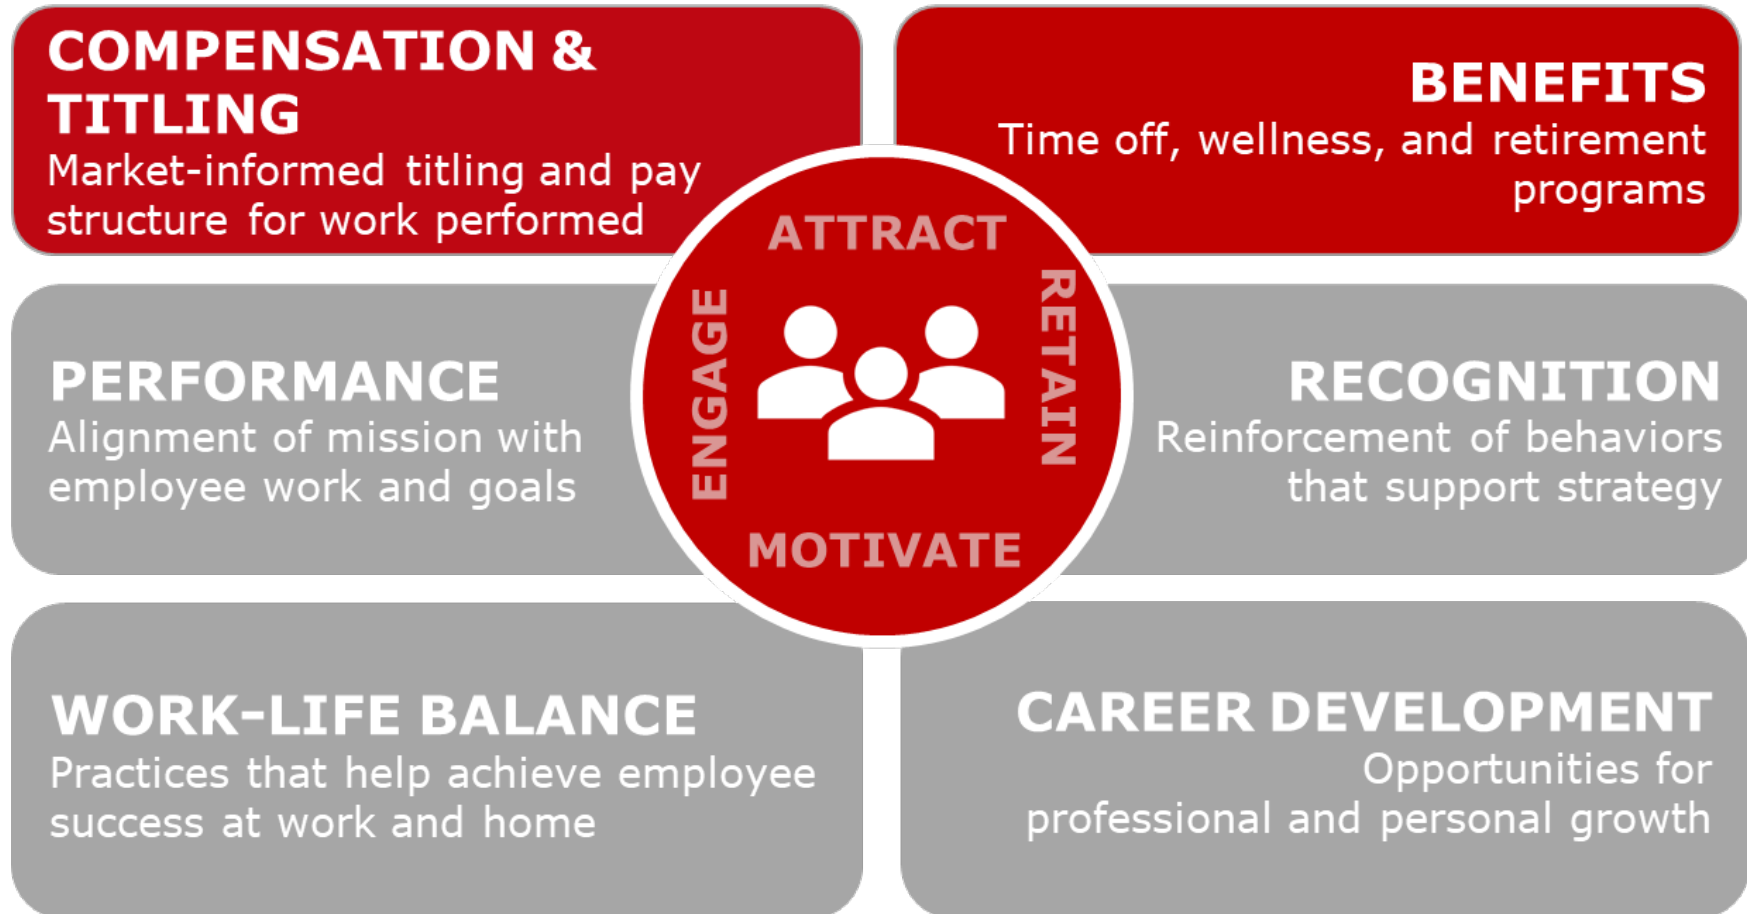 COMPENSATION &
TITLING
Market-informed titling and pay
structure for work performed
BENEFITS
Time off, wellness, and retirement
programs
ATTRACT
RETAIN
ENGAGE
MOTIVATE
PERFORMANCE
Alignment of mission with
employee work and goals
RECOGNITION
Reinforcement of behaviors
that support strategy
WORK-LIFE BALANCE
Practices that help achieve employee
success at work and home
CAREER DEVELOPMENT
Opportunities for
professional and personal growth